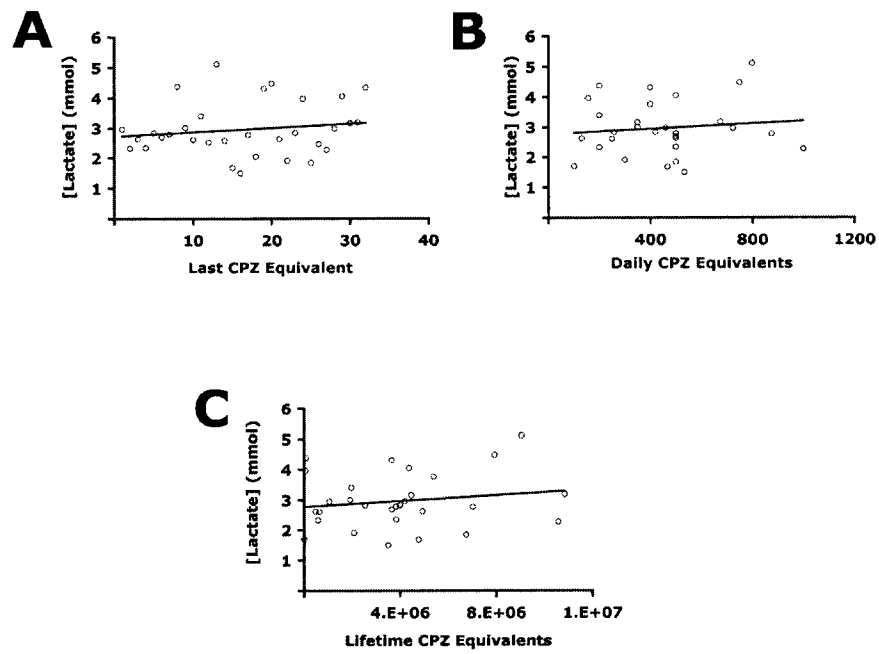 A
[Lactate] (mmol)
6
5
4
3
2
1
10 20 30 40
Last CPZ Equivalent
B
[Lactate] (mmol)
6
5
4
3
2
1
400 800 1200
Daily CPZ Equivalents
C
[Lactate] (mmol)
6
5
4
3
2
1
4.E+06 8.E+06 1.E+07
Lifetime CPZ Equivalents